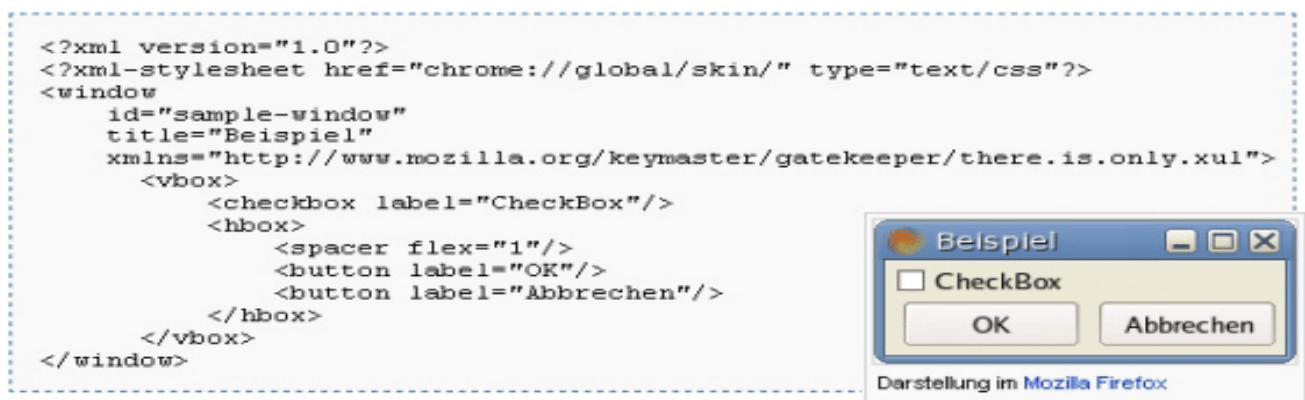 <?xml version="1.0"?>
<?xml-stylesheet href="chrome://global/skin/" type="text/css"?>
<window
id="sample-window"
title="Beispiel"
xmlns="http://www.mozilla.org/keymaster/gatekeeper/there.is.only.xul">
<vbox>
<checkbox label="CheckBox"/>
<hbox>
<spacer flex="1"/>
<button label="OK"/>
<button label="Abbrechen"/>
</hbox>
</vbox>
</window>
Beispiel
CheckBox
OK Abbrechen
Darstellung im Mozilla Firefox